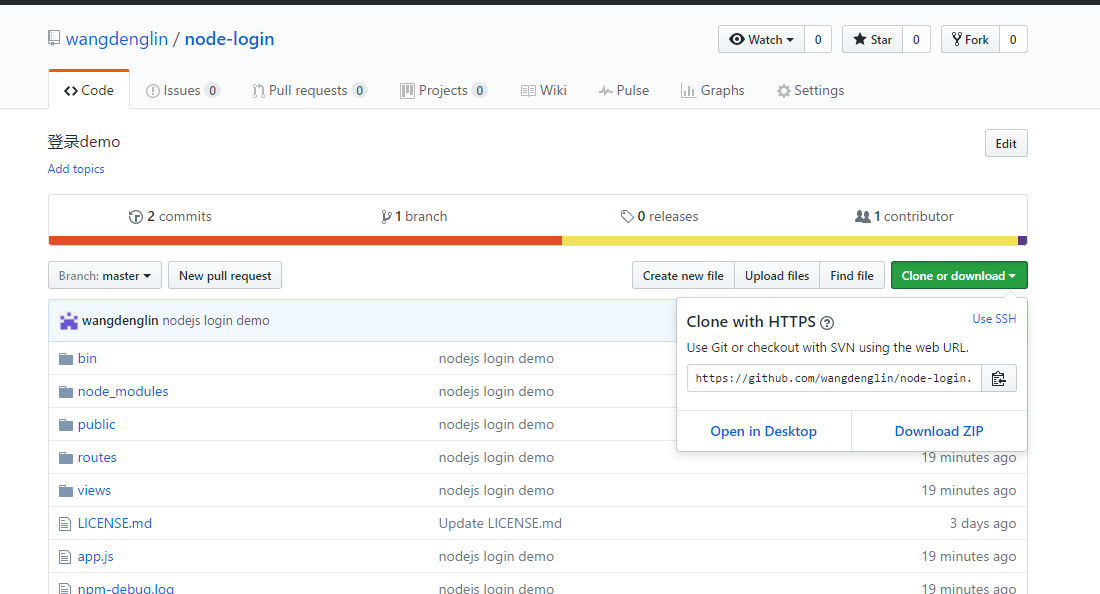 wangdenglin / node-login
Watch 0 Star 0 Fork 0
Code Issues 0 Pull requests 0 Projects 0 Wiki Pulse Graphs Settings
登录demo
Edit
Add topics
2 commits 1 branch 0 releases 1 contributor
Branch: master New pull request Create new file Upload files Find file Clone or download
wangdenglin nodejs login demo
Clone with HTTPS Use SSH
Use Git or checkout with SVN using the web URL.
https://github.com/wangdenglin/node-login.
Open in Desktop Download ZIP
bin nodejs login demo
node_modules nodejs login demo
public nodejs login demo
routes nodejs login demo 19 minutes ago
views nodejs login demo 19 minutes ago
LICENSE.md Update LICENSE.md 3 days ago
app.js nodejs login demo 19 minutes ago
npm-debug.log nodejs login demo 19 minutes ago